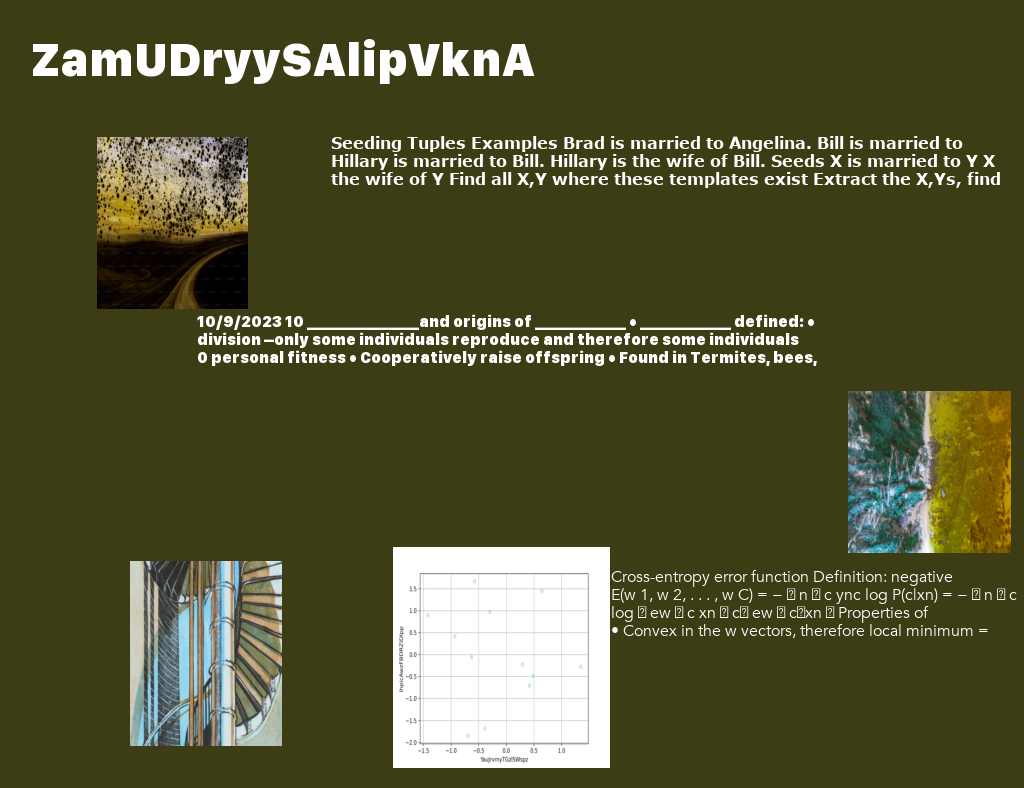 ZamUDryySAlipVknA
Seeding Tuples Examples Brad is married to Angelina. Bill is married to
Hillary is married to Bill. Hillary is the wife of Bill. Seeds X is married to Y X
the wife of Y Find all X,Y where these templates exist Extract the X,Ys, find
10/9/2023 10 ________________and origins of _____________ • _____________ defined: •
division –only some individuals reproduce and therefore some individuals
0 personal fitness • Cooperatively raise offspring • Found in Termites, bees,
Cross-entropy error function Definition: negative
E(w 1, w 2, . . . , w C) = − � n � c ync log P(c|xn) = − � n � c
log � ew � c xn � c� ew � c�xn � Properties of
• Convex in the w vectors, therefore local minimum =
1.5
1.0
0.5
0.0
−0.5
−1.0
−1.5
−2.0
−1.5 −1.0 −0.5 0.0 0.5 1.0